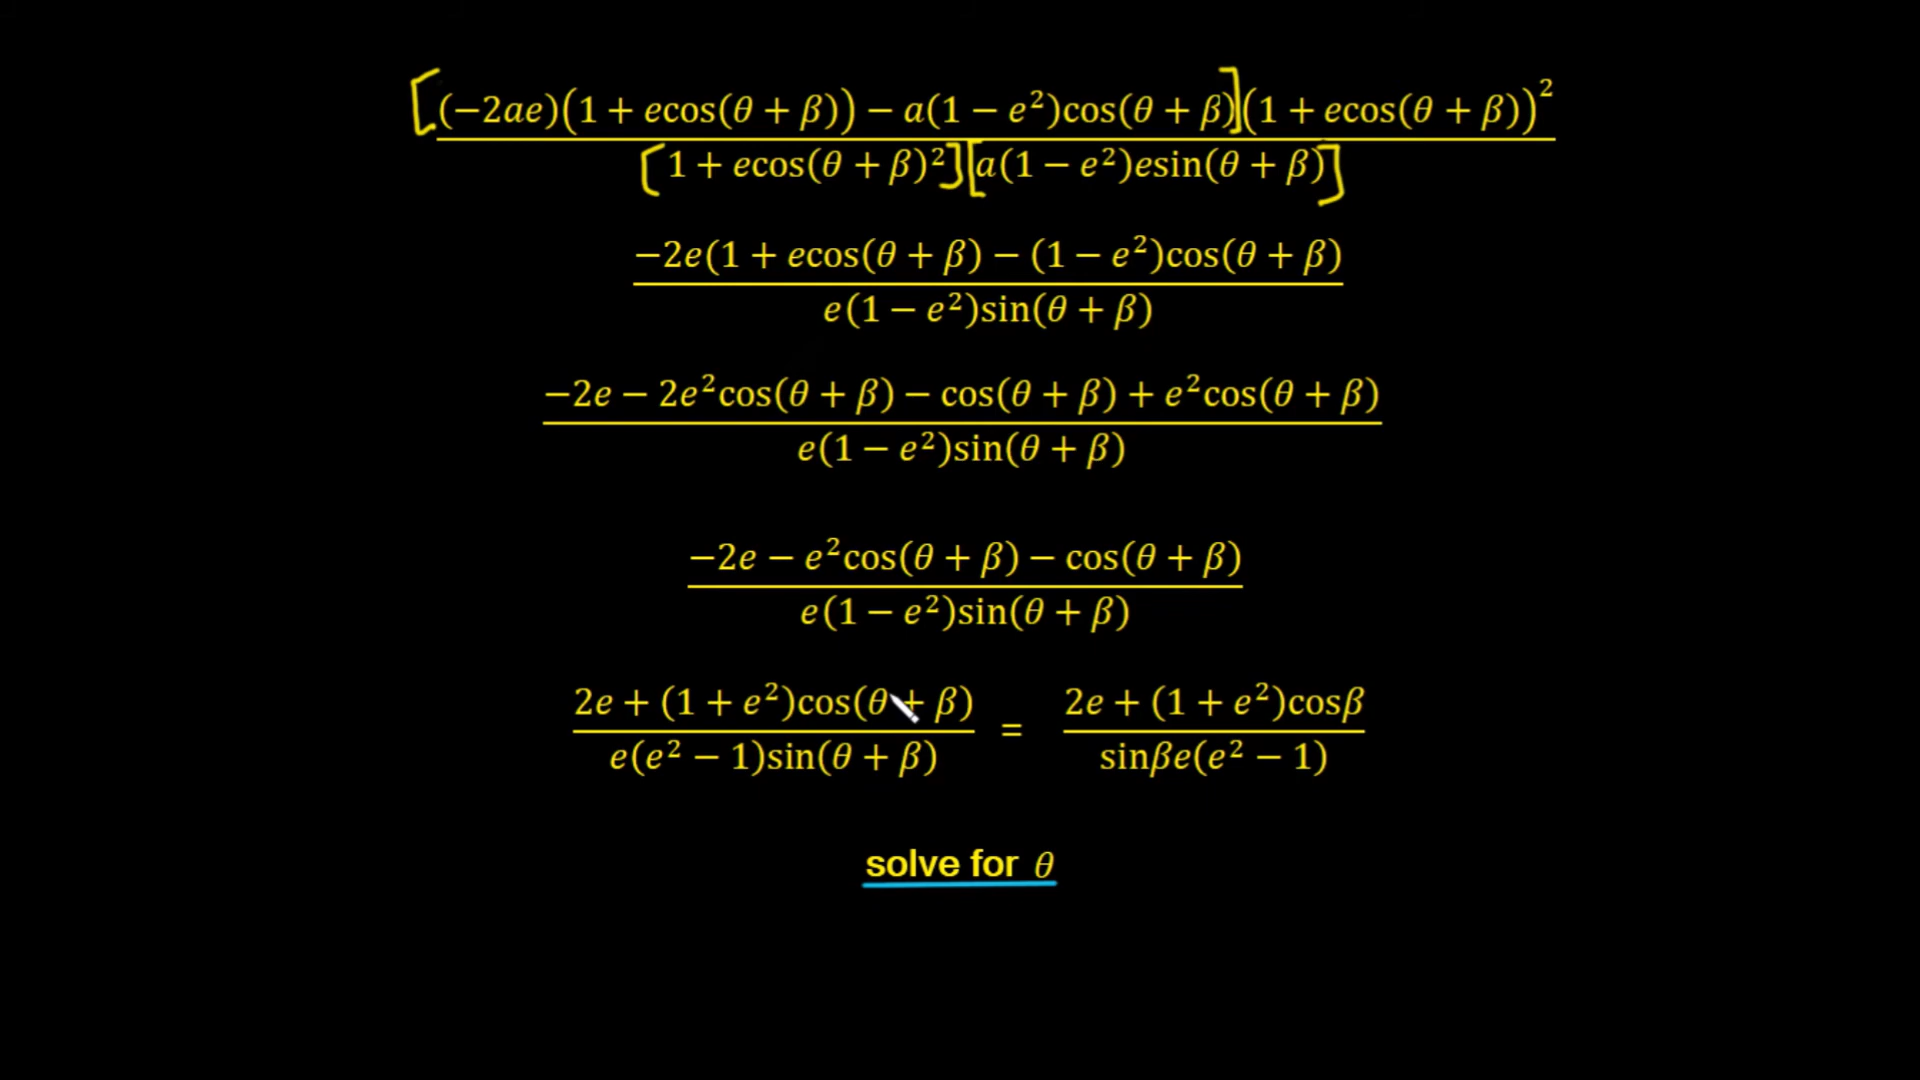 [(−2ae)(1 + ecos(θ + β)) − a(1 − e²)cos(θ + β)](1 + ecos(θ + β))²
[1 + ecos(θ + β)²][a(1 − e²)esin(θ + β)]
−2e(1 + ecos(θ + β) − (1 − e²)cos(θ + β)
e(1 − e²)sin(θ + β)
−2e − 2e²cos(θ + β) − cos(θ + β) + e²cos(θ + β)
e(1 − e²)sin(θ + β)
−2e − e²cos(θ + β) − cos(θ + β)
e(1 − e²)sin(θ + β)
2e + (1 + e²)cos(θ + β)
e(e² − 1)sin(θ + β)
=
2e + (1 + e²)cosβ
sinβe(e² − 1)
solve for θ